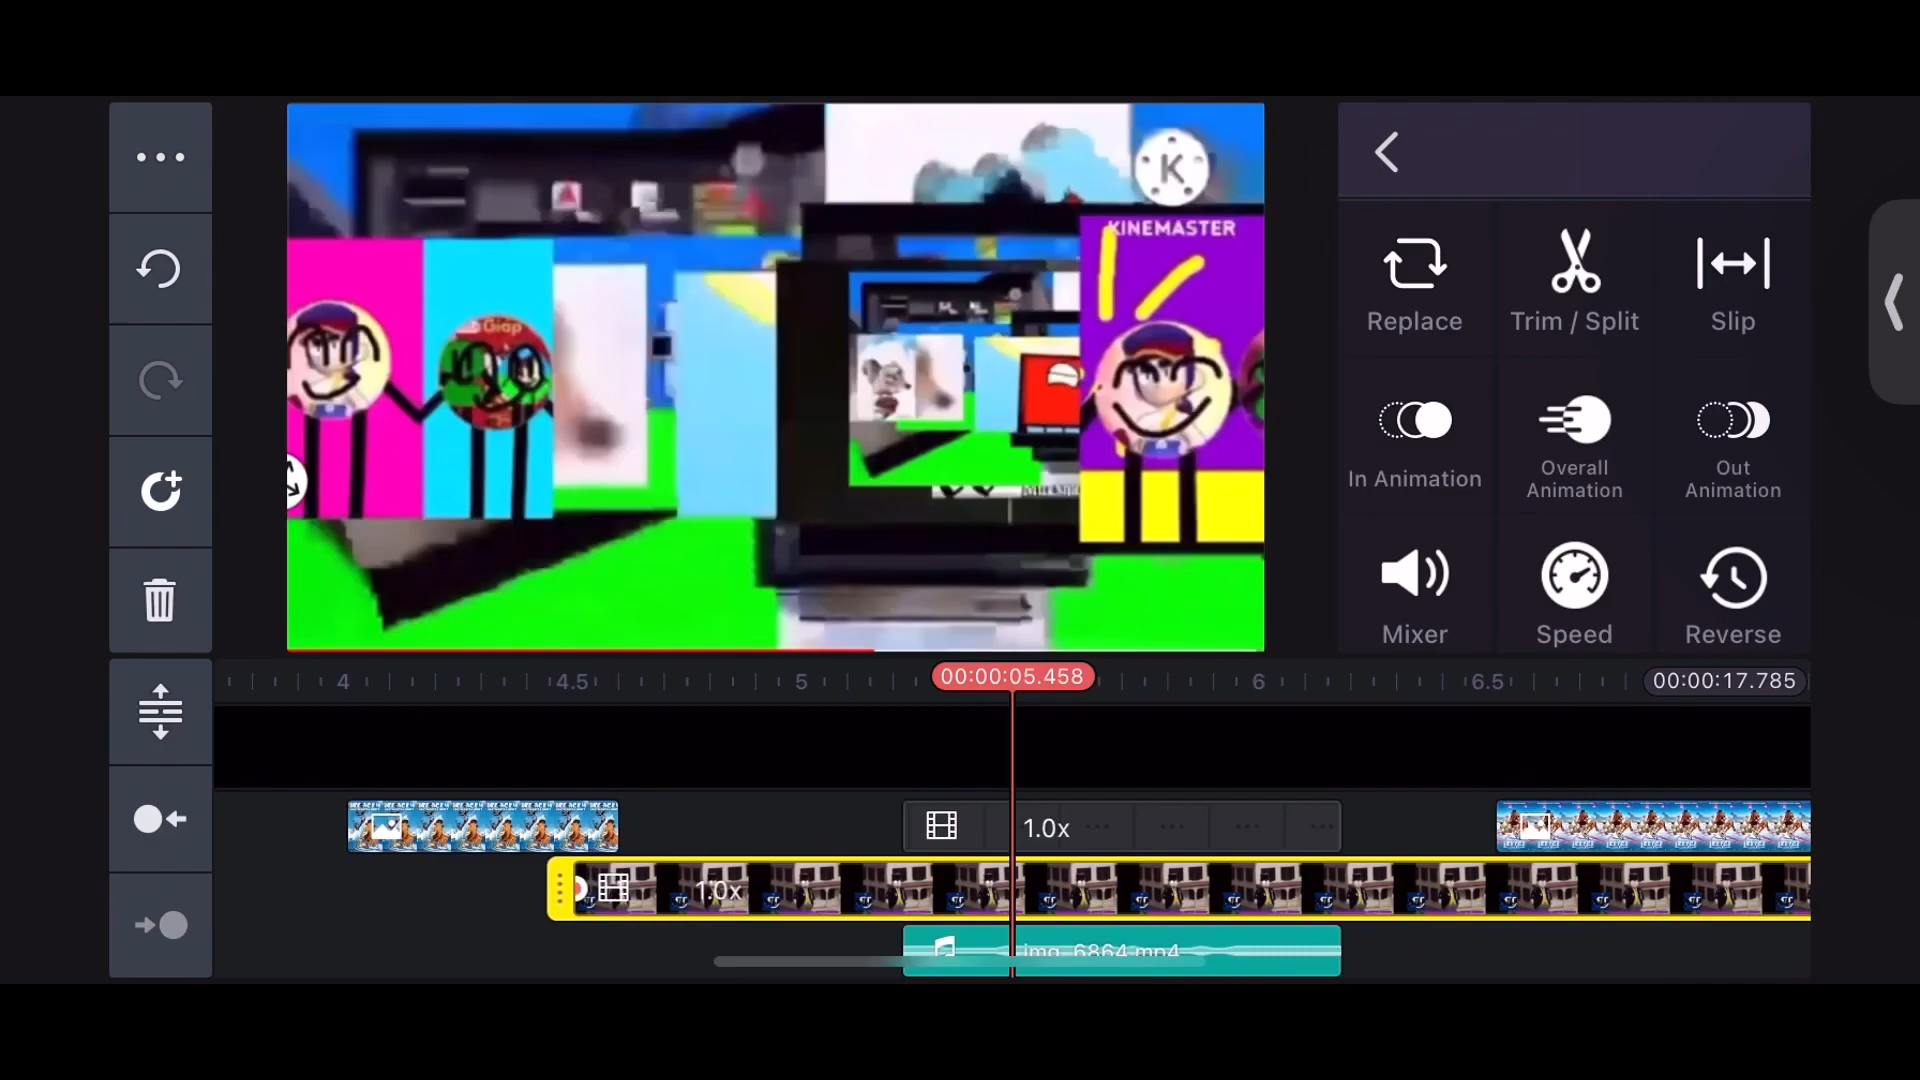 K
KINEMASTER
Giap
Replace
Trim / Split
Slip
In Animation
Overall
Animation
Out
Animation
Mixer
Speed
Reverse
4
4.5
5
00:00:05.458
6
6.5
00:00:17.785
1.0x
1.0x
img_6864.mp4